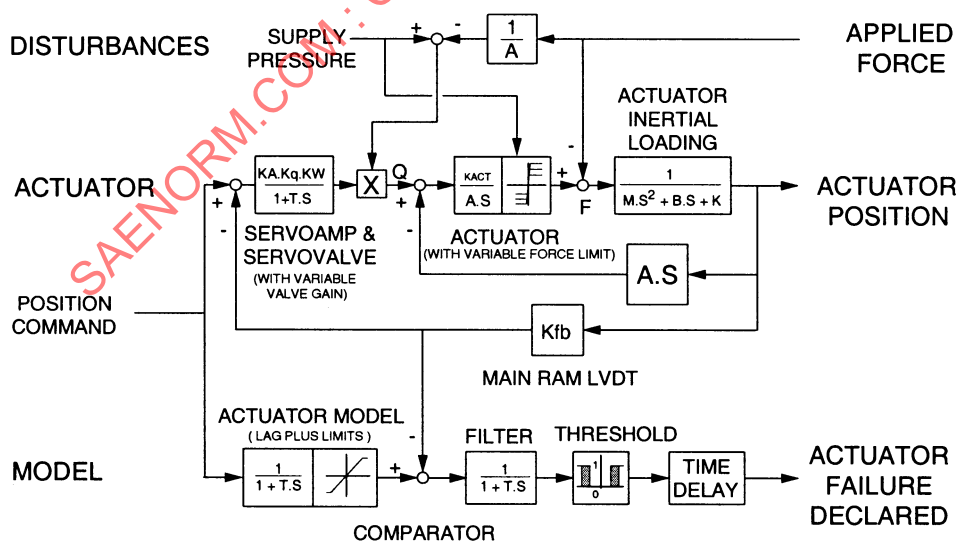 DISTURBANCES
SUPPLY
PRESSURE
+
-
1
A
APPLIED
FORCE
ACTUATOR
INERTIAL
LOADING
-
ACTUATOR
+
-
KA.Kq.KW
1+T.S
X
Q
+
-
KACT
A.S
+
F
1
M.S² + B.S + K
ACTUATOR
POSITION
SERVOAMP &
SERVOVALVE
(WITH VARIABLE
VALVE GAIN)
ACTUATOR
(WITH VARIABLE FORCE LIMIT)
A.S
POSITION
COMMAND
Kfb
MAIN RAM LVDT
ACTUATOR MODEL
( LAG PLUS LIMITS )
-
FILTER
THRESHOLD
MODEL
1
1 + T.S
+
1
1 + T.S
1
0
TIME
DELAY
ACTUATOR
FAILURE
DECLARED
COMPARATOR
SAENORM.COM : C